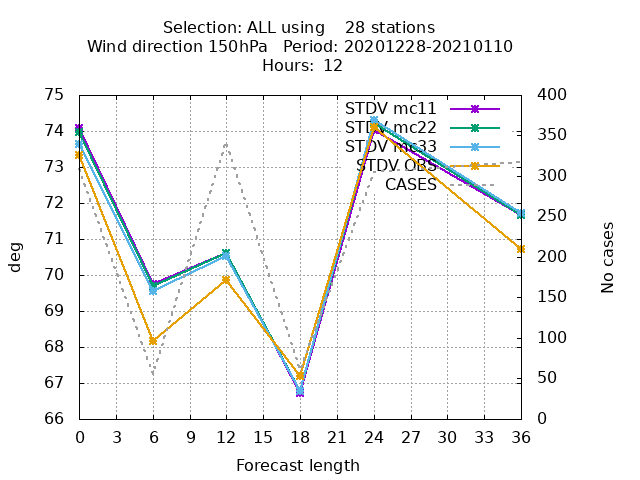 Selection: ALL using    28 stations
Wind direction 150hPa   Period: 20201228-20210110
Hours:  12
STDV mc11
STDV mc22
STDV mc33
STDV OBS
CASES
75
74
73
72
71
70
69
68
67
66
400
350
300
250
200
150
100
50
0
deg
No cases
0 3 6 9 12 15 18 21 24 27 30 33 36
Forecast length